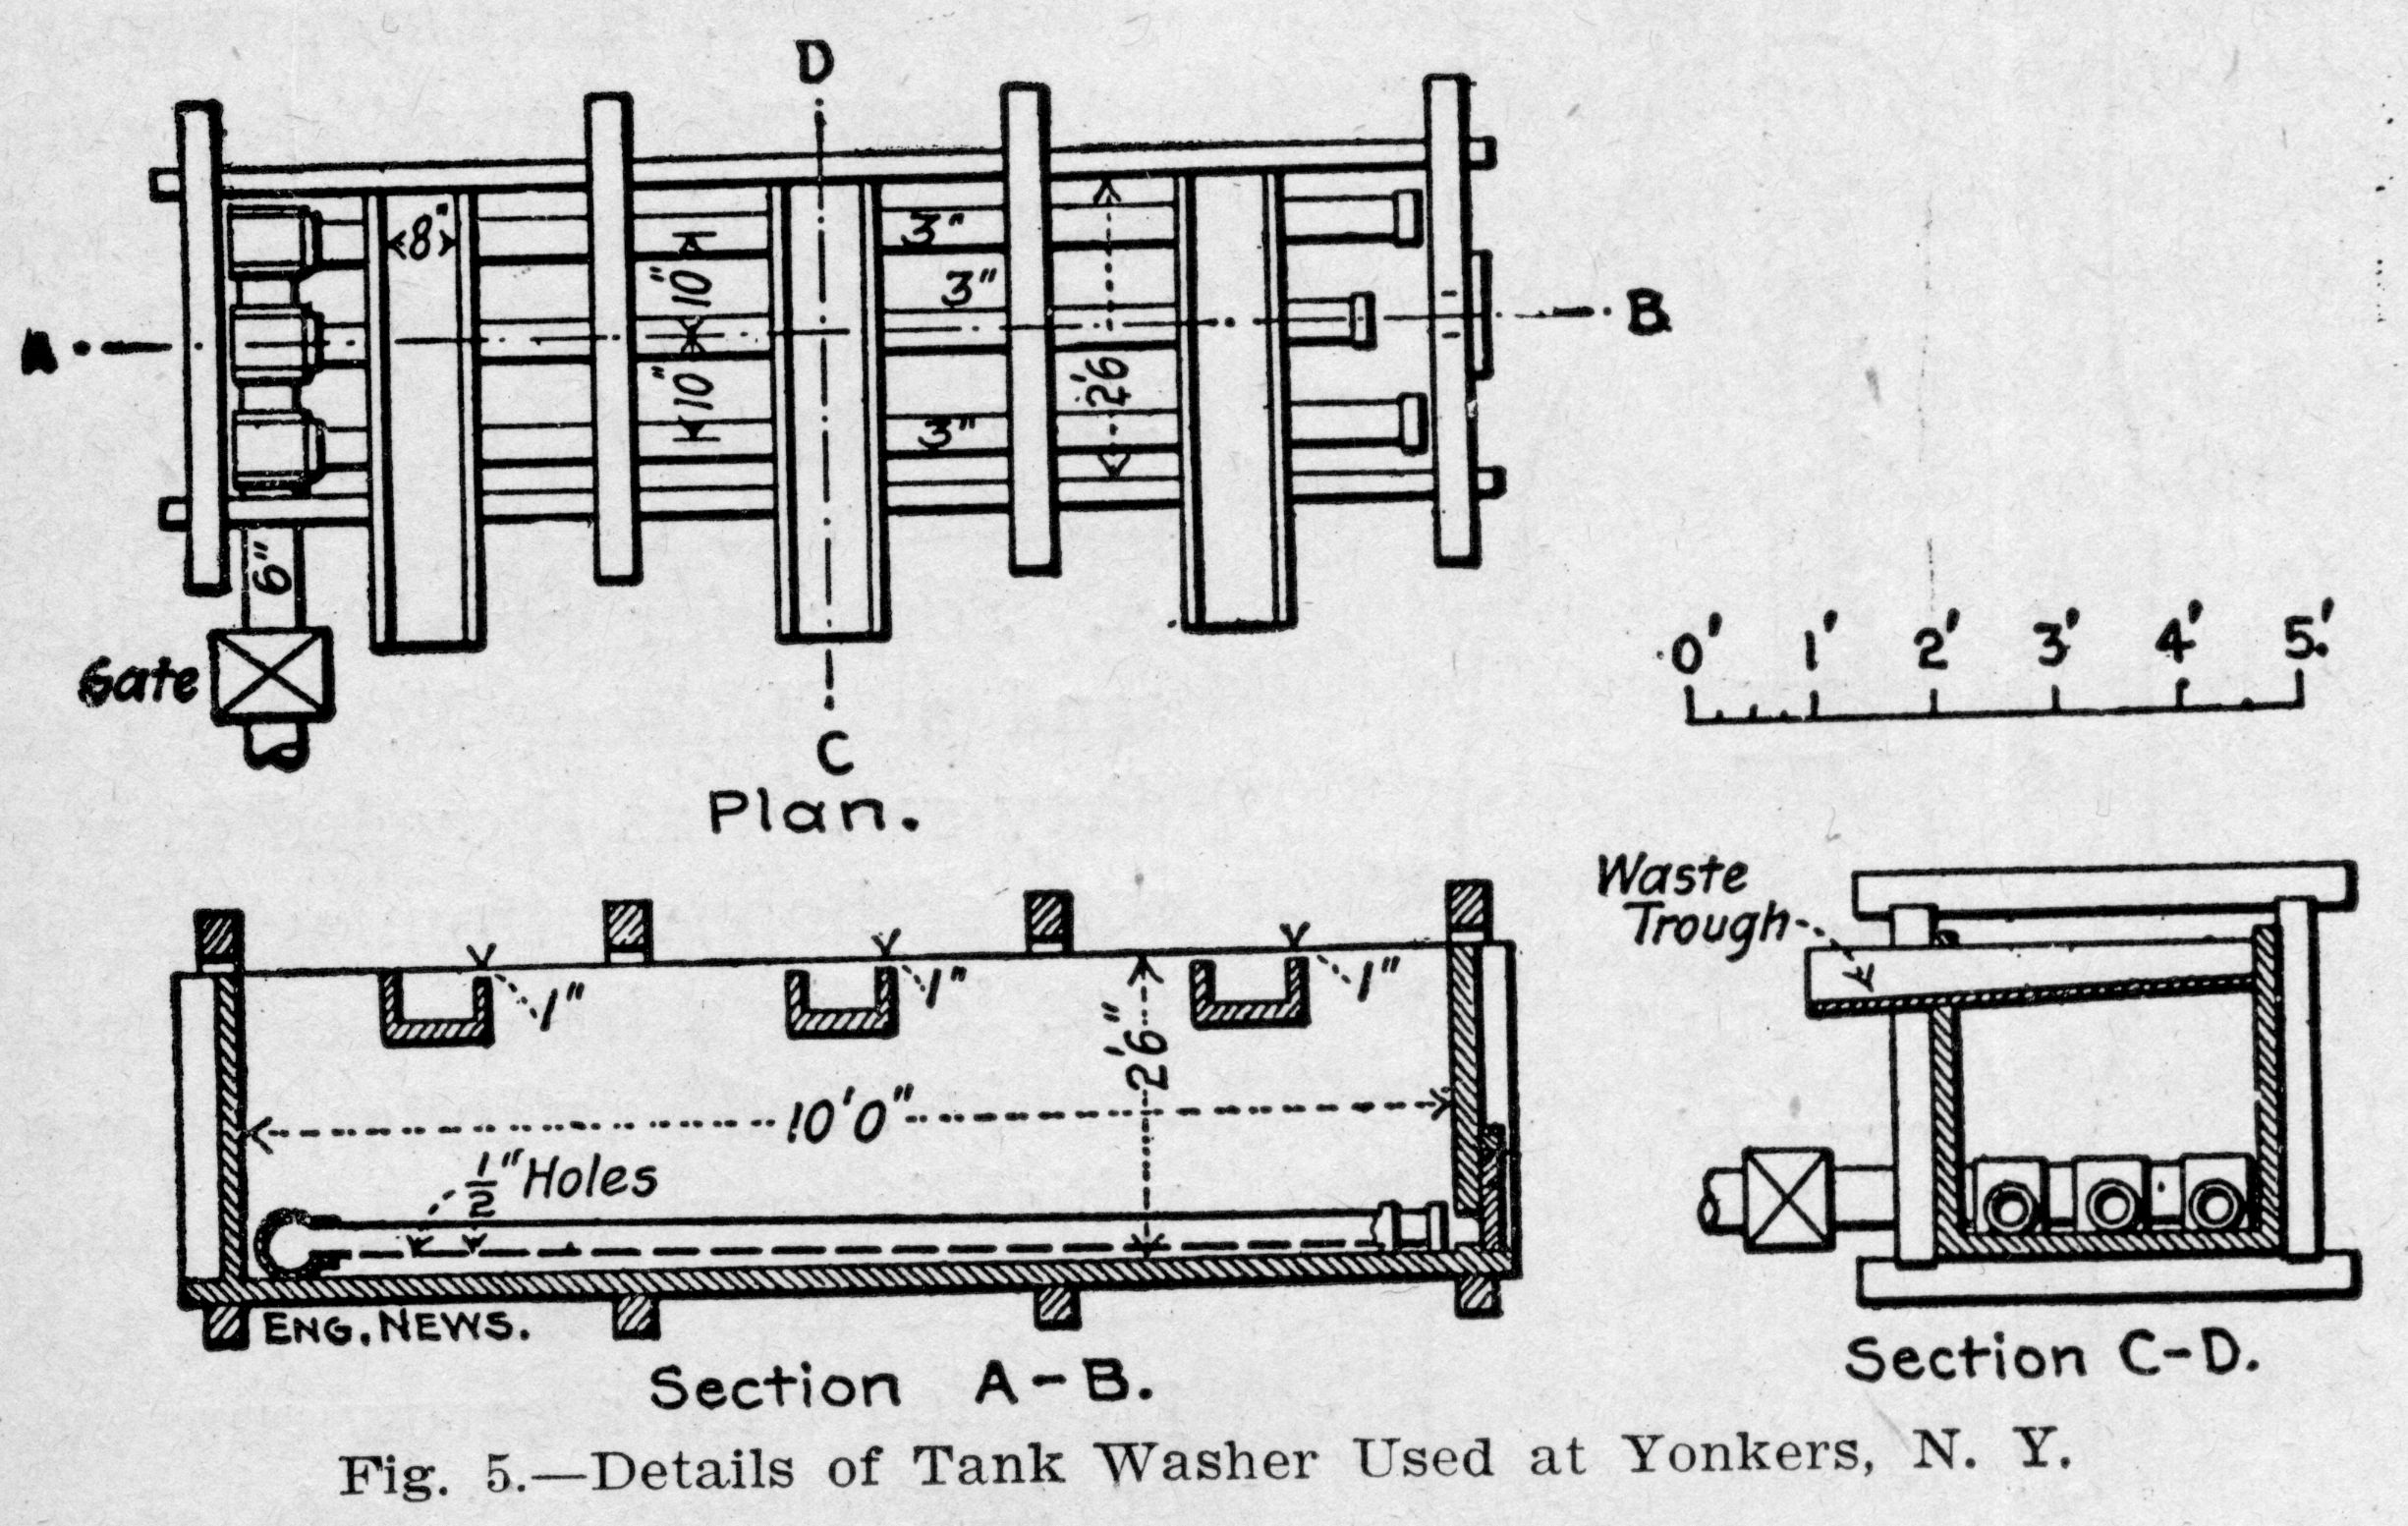 D
8"
3"
10"
3"
A
B
10"
2'6"
3"
6"
Gate
C
Plan.
0' 1' 2' 3' 4' 5'
Waste
Trough
1" 1" 1"
2'6"
10'0"
1/2" Holes
ENG. NEWS.
Section A-B.
Section C-D.
Fig. 5.—Details of Tank Washer Used at Yonkers, N. Y.